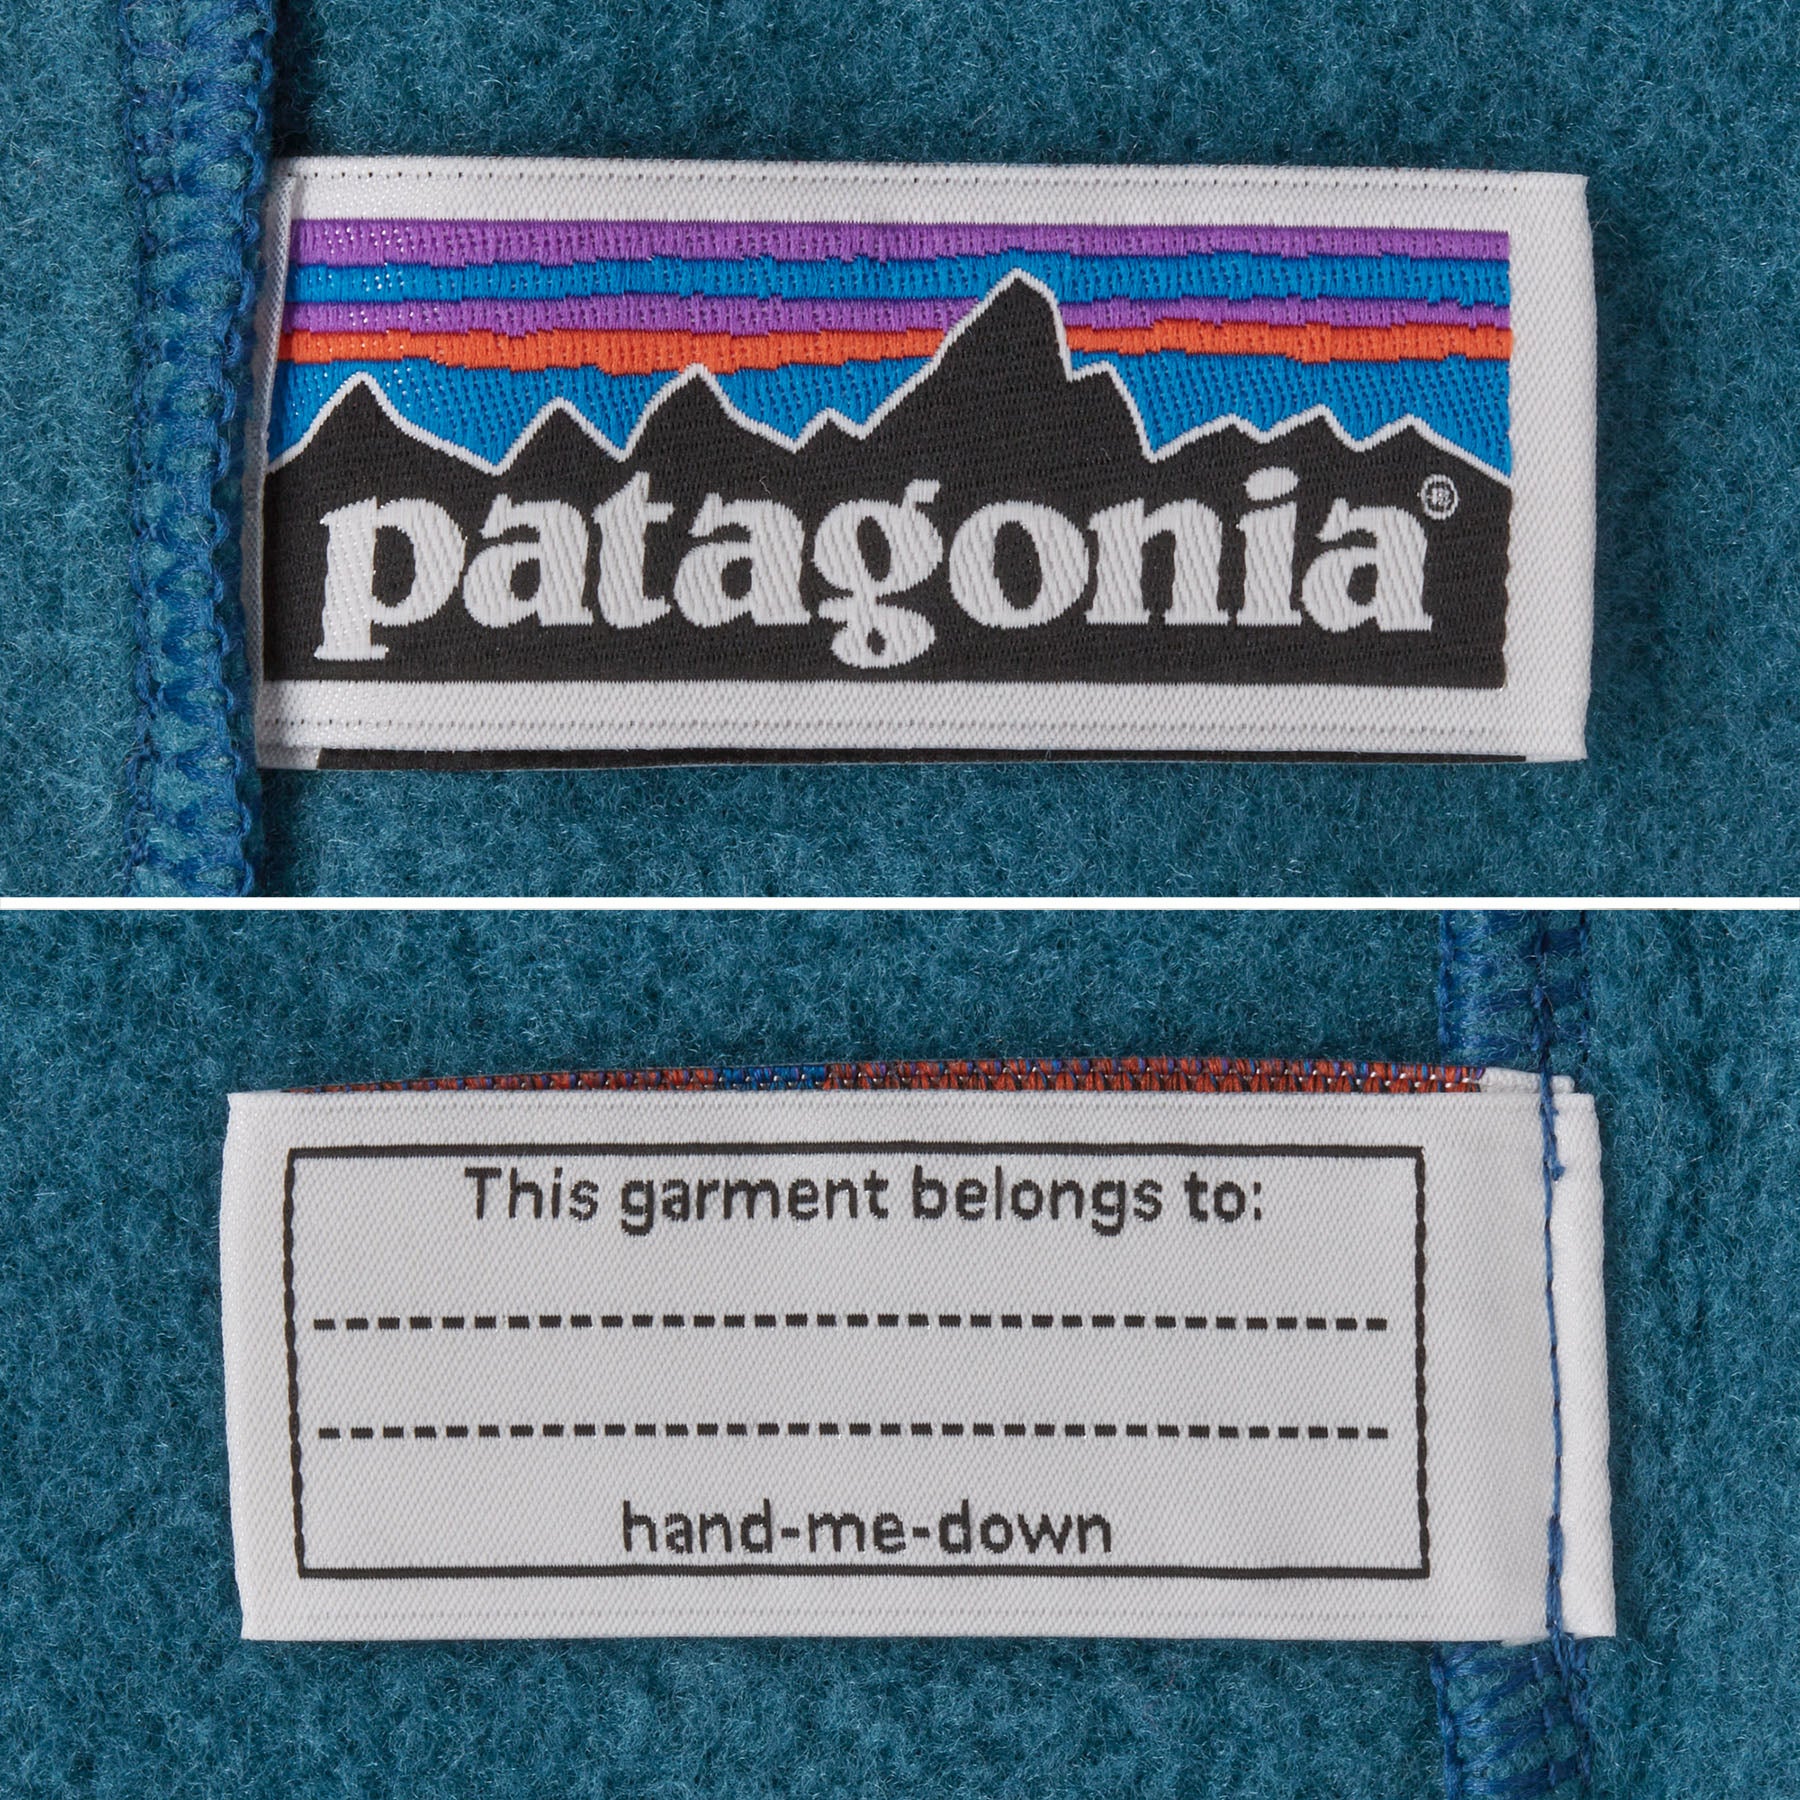 patagonia®
This garment belongs to:
hand-me-down